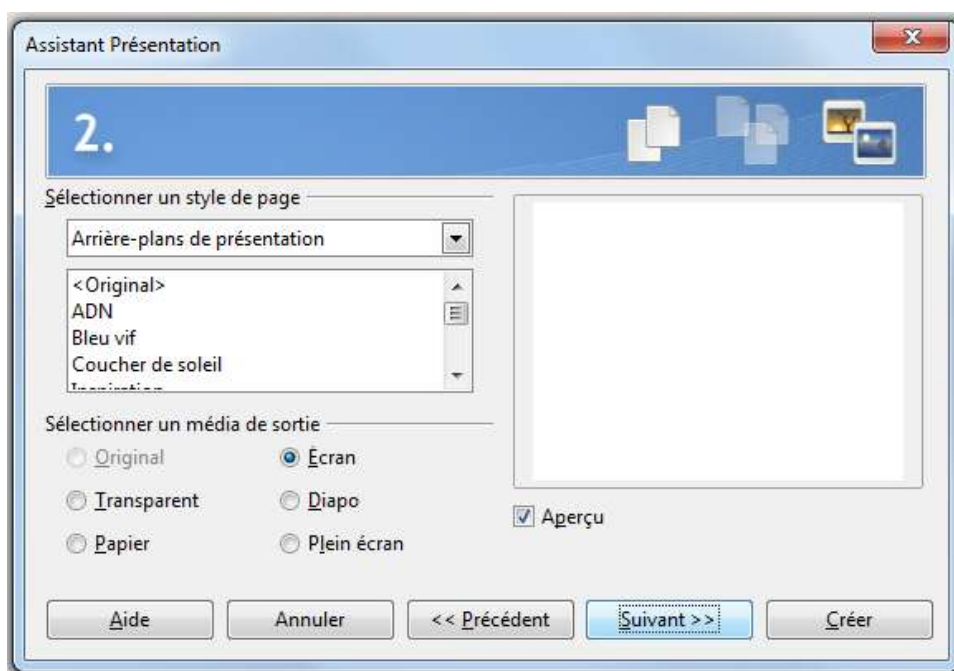 Assistant Présentation
2.
Sélectionner un style de page
Arrière-plans de présentation
<Original>
ADN
Bleu vif
Coucher de soleil
Inspiration
Sélectionner un média de sortie
Original Écran
Transparent Diapo
Papier Plein écran
Aperçu
Aide Annuler << Précédent Suivant >> Créer